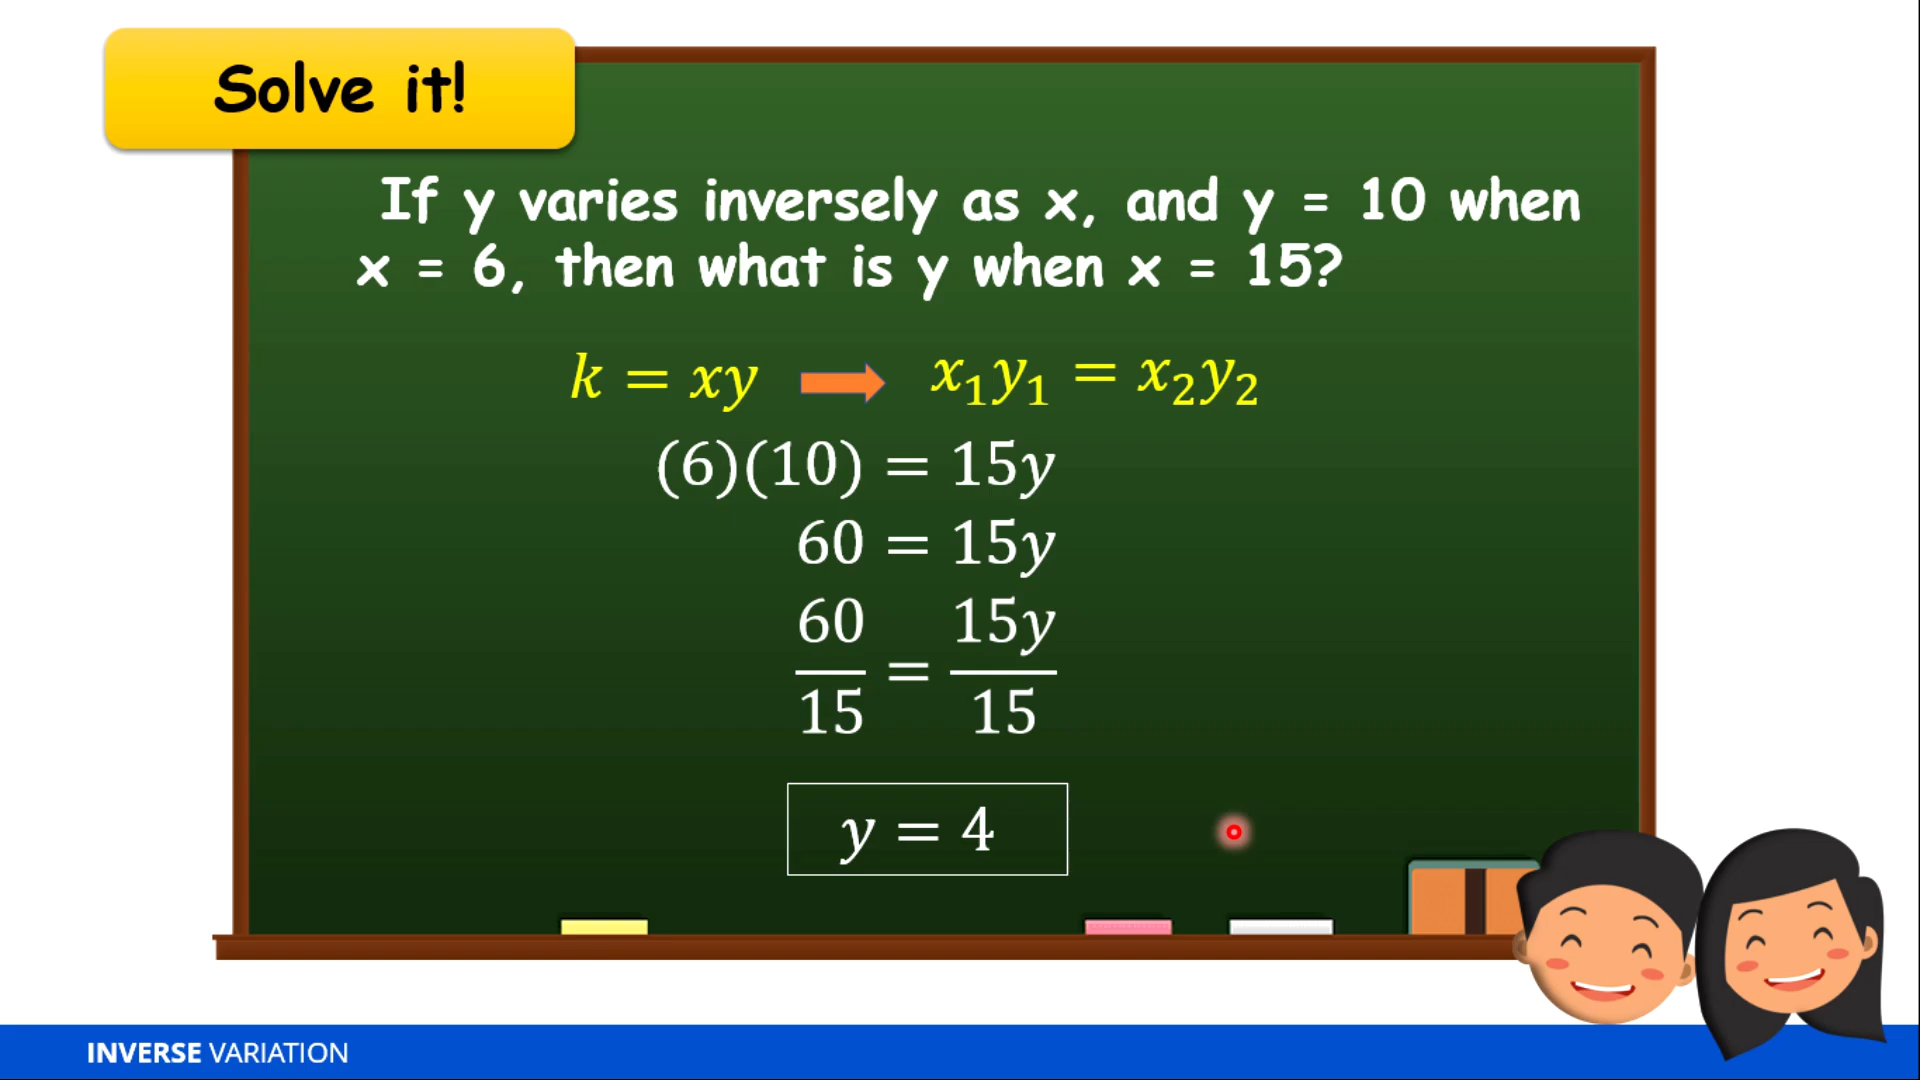 Solve it!
If y varies inversely as x, and y = 10 when
x = 6, then what is y when x = 15?
k = xy x₁y₁ = x₂y₂
(6)(10) = 15y
60 = 15y
60/15 = 15y/15
y = 4
INVERSE VARIATION